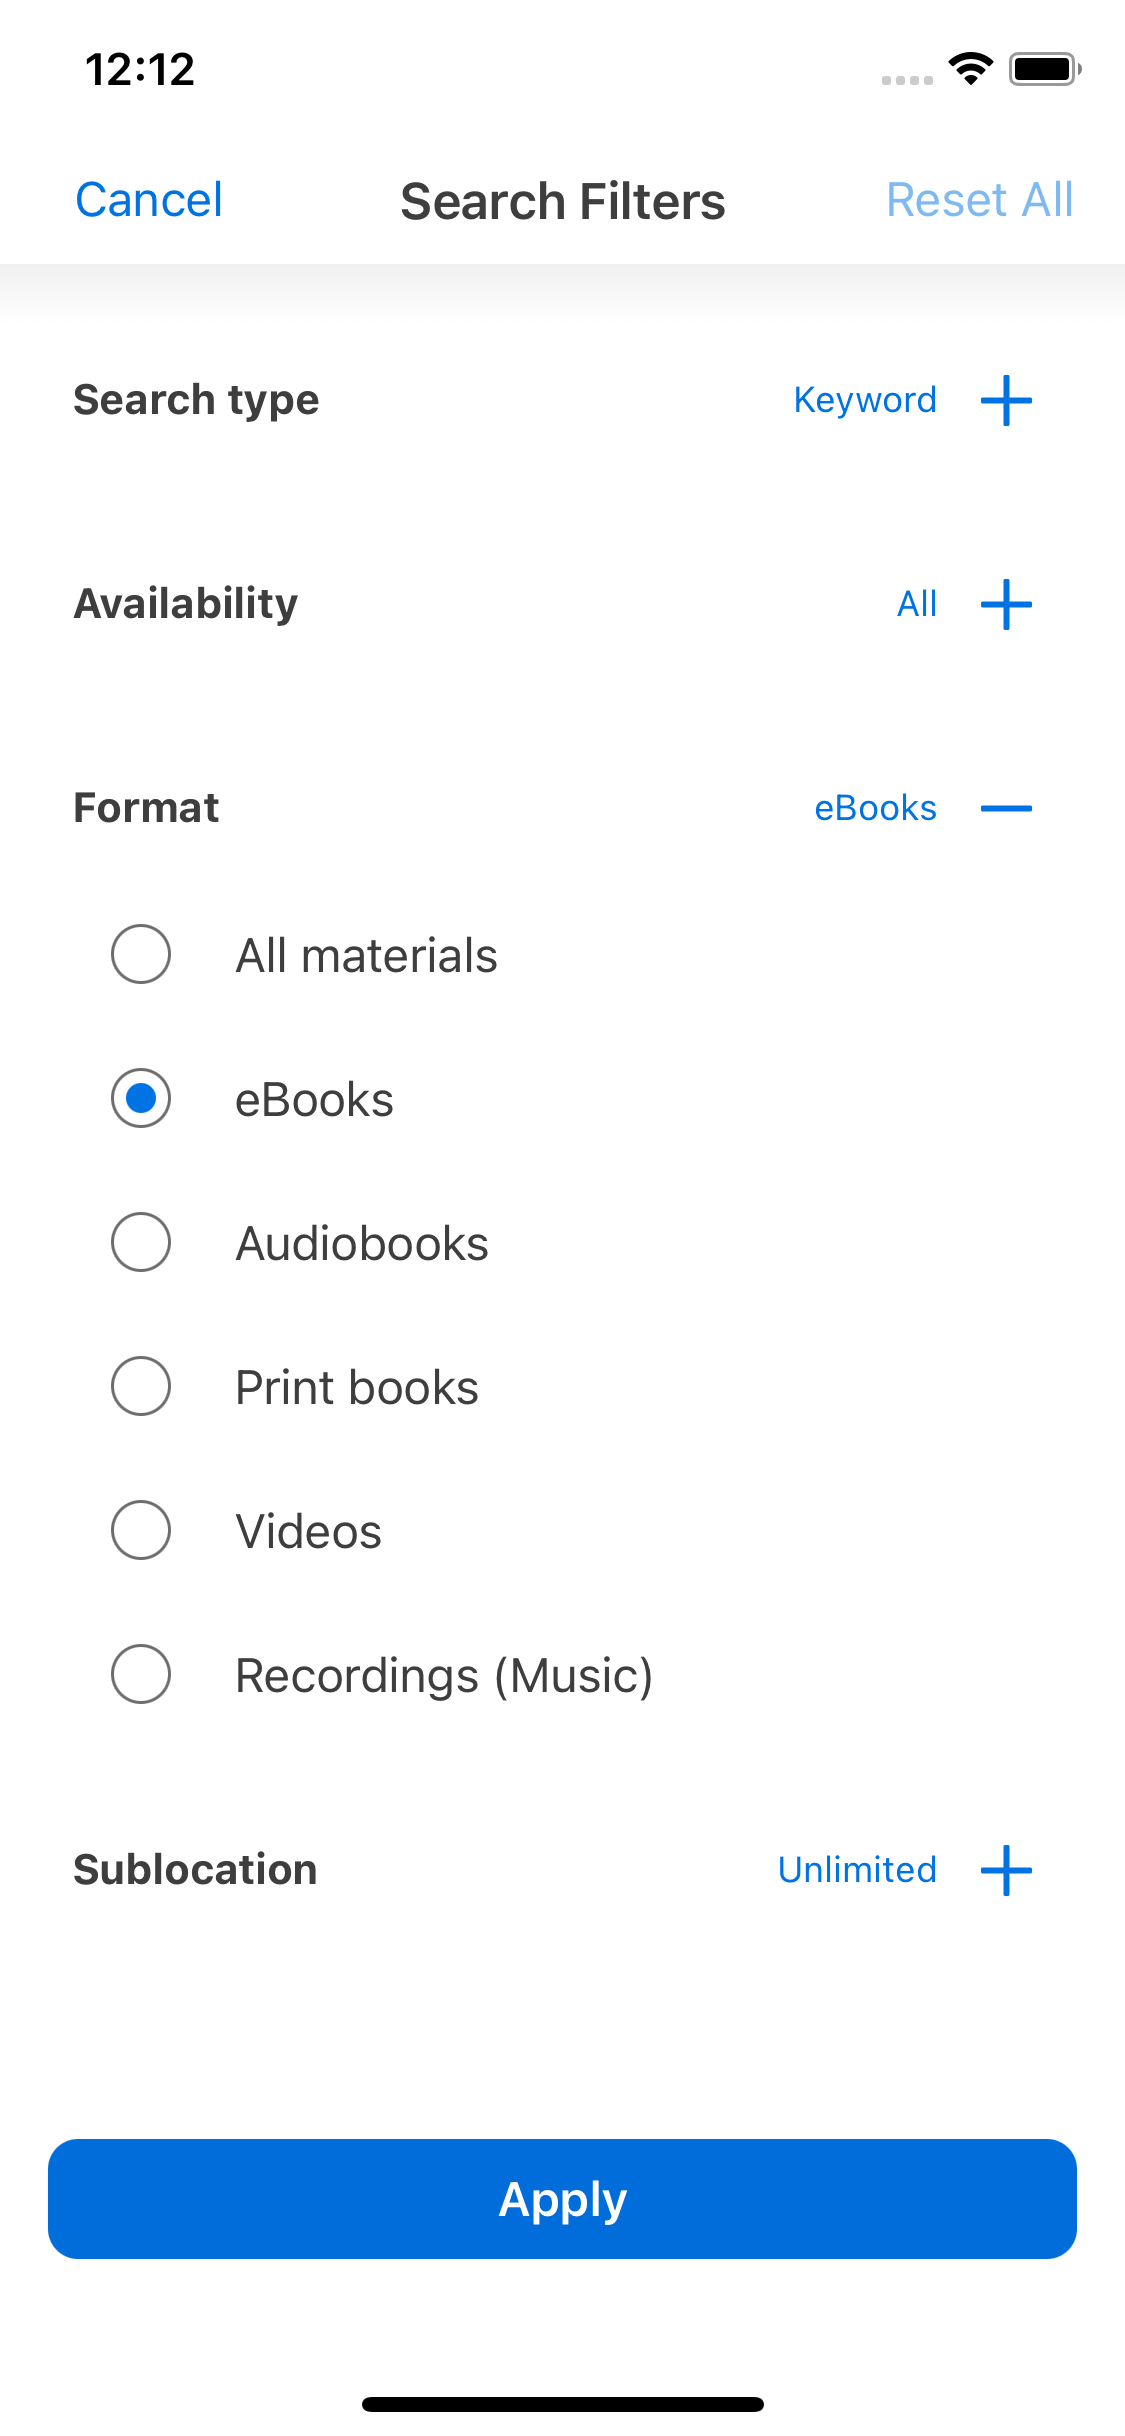 12:12
Cancel Search Filters Reset All
Search type Keyword
Availability All
Format eBooks
All materials
eBooks
Audiobooks
Print books
Videos
Recordings (Music)
Sublocation Unlimited
Apply